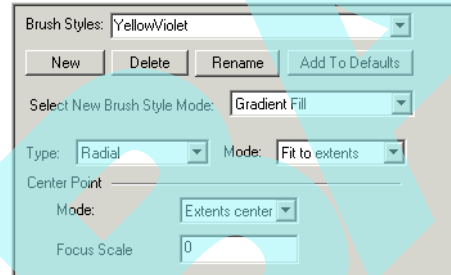 Brush Styles: YellowViolet
New Delete Rename Add To Defaults
Select New Brush Style Mode: Gradient Fill
Type: Radial Mode: Fit to extents
Center Point
Mode: Extents center
Focus Scale 0